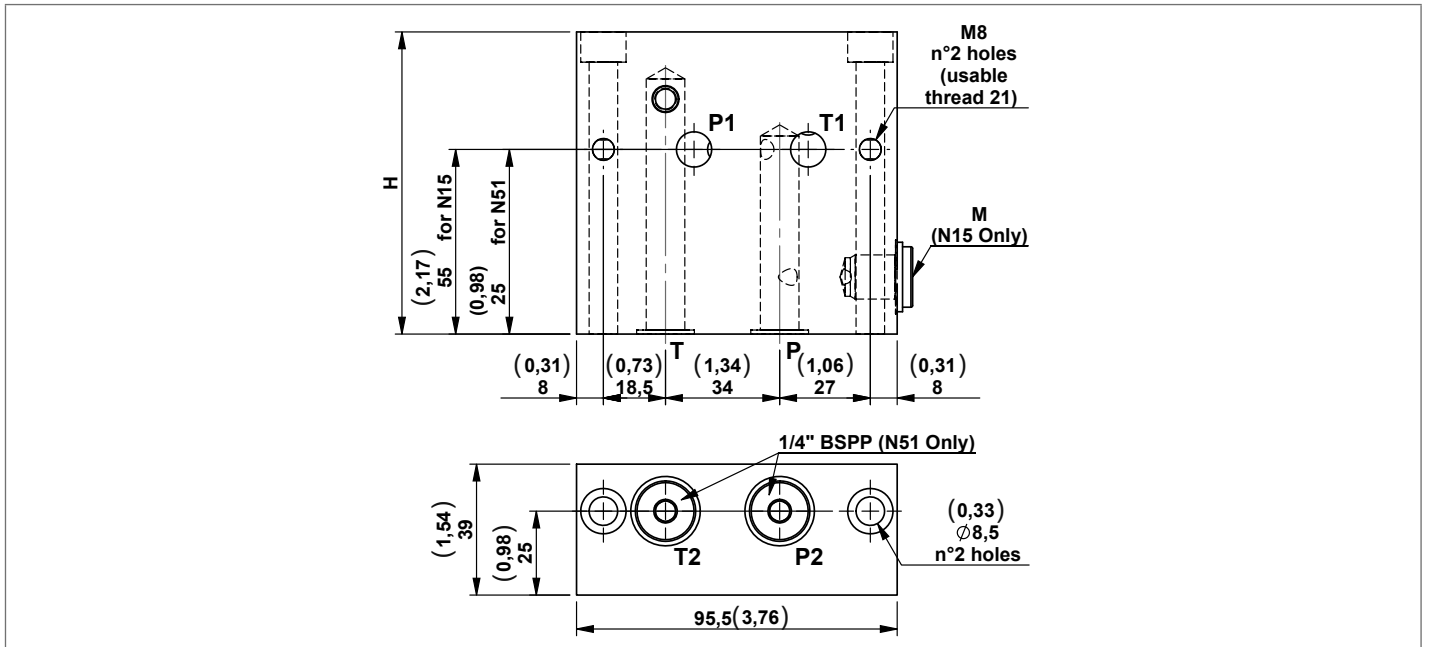 M8
n°2 holes
(usable
thread 21)
P1
T1
H
(2,17)
55
for N15
(0,98)
25
for N51
M
(N15 Only)
T
P
(0,31)
8
(0,73)
18,5
(1,34)
34
(1,06)
27
(0,31)
8
1/4" BSPP (N51 Only)
(1,54)
39
(0,98)
25
T2
P2
(0,33)
∅8,5
n°2 holes
95,5(3,76)